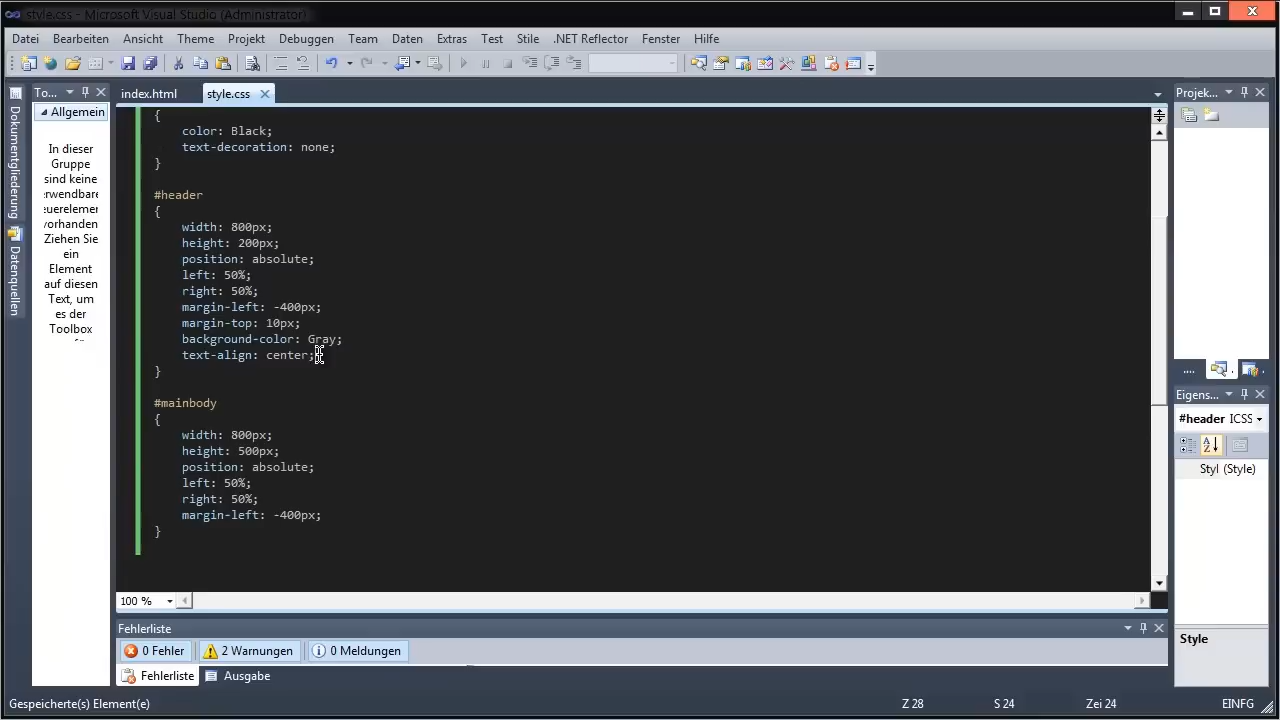 style.css - Microsoft Visual Studio (Administrator)
Datei Bearbeiten Ansicht Theme Projekt Debuggen Team Daten Extras Test Stile .NET Reflector Fenster Hilfe
To...
Allgemein
In dieser
Gruppe
sind keine
rwendbare
euerelemer
vorhanden
Ziehen Sie
ein
Element
auf diesen
Text, um
es der
Toolbox
Dokumentgliederung
Datenquellen
index.html style.css
{
color: Black;
text-decoration: none;
}
#header
{
width: 800px;
height: 200px;
position: absolute;
left: 50%;
right: 50%;
margin-left: -400px;
margin-top: 10px;
background-color: Gray;
text-align: center;
}
#mainbody
{
width: 800px;
height: 500px;
position: absolute;
left: 50%;
right: 50%;
margin-left: -400px;
}
100 %
Fehlerliste
0 Fehler 2 Warnungen 0 Meldungen
Fehlerliste Ausgabe
Projek...
....
Eigens...
#header ICSS
Styl (Style)
Style
Gespeicherte(s) Element(e) Z 28 S 24 Zei 24 EINFG